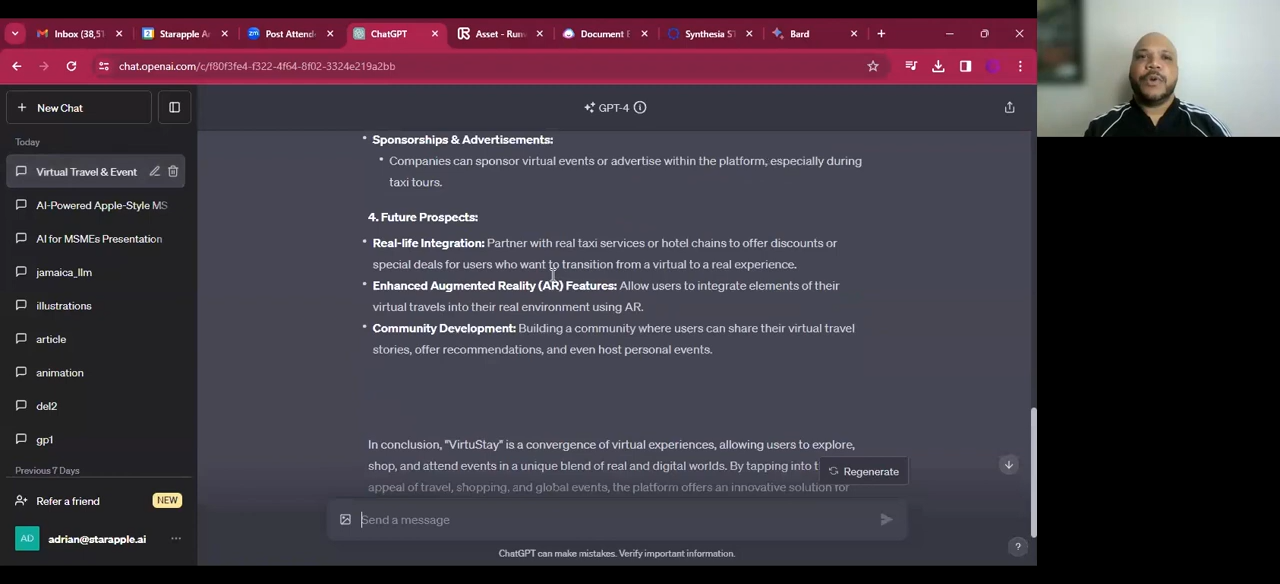 Inbox (38,5
Starapple A
Post Attend
ChatGPT
Asset - Run
Document E
Synthesia ST
Bard
chat.openai.com/c/f80f3fe4-f322-4f64-8f02-3324e219a2bb
New Chat
GPT-4
Today
Virtual Travel & Event
AI-Powered Apple-Style MS
AI for MSMEs Presentation
jamaica_llm
illustrations
article
animation
del2
gp1
Previous 7 Days
Refer a friend
NEW
AD
adrian@starapple.ai
Sponsorships & Advertisements:
Companies can sponsor virtual events or advertise within the platform, especially during
taxi tours.
4. Future Prospects:
Real-life Integration: Partner with real taxi services or hotel chains to offer discounts or
special deals for users who want to transition from a virtual to a real experience.
Enhanced Augmented Reality (AR) Features: Allow users to integrate elements of their
virtual travels into their real environment using AR.
Community Development: Building a community where users can share their virtual travel
stories, offer recommendations, and even host personal events.
In conclusion, "VirtuStay" is a convergence of virtual experiences, allowing users to explore,
shop, and attend events in a unique blend of real and digital worlds. By tapping into t
Regenerate
appeal of travel, shopping, and global events, the platform offers an innovative solution for
Send a message
ChatGPT can make mistakes. Verify important information.
?